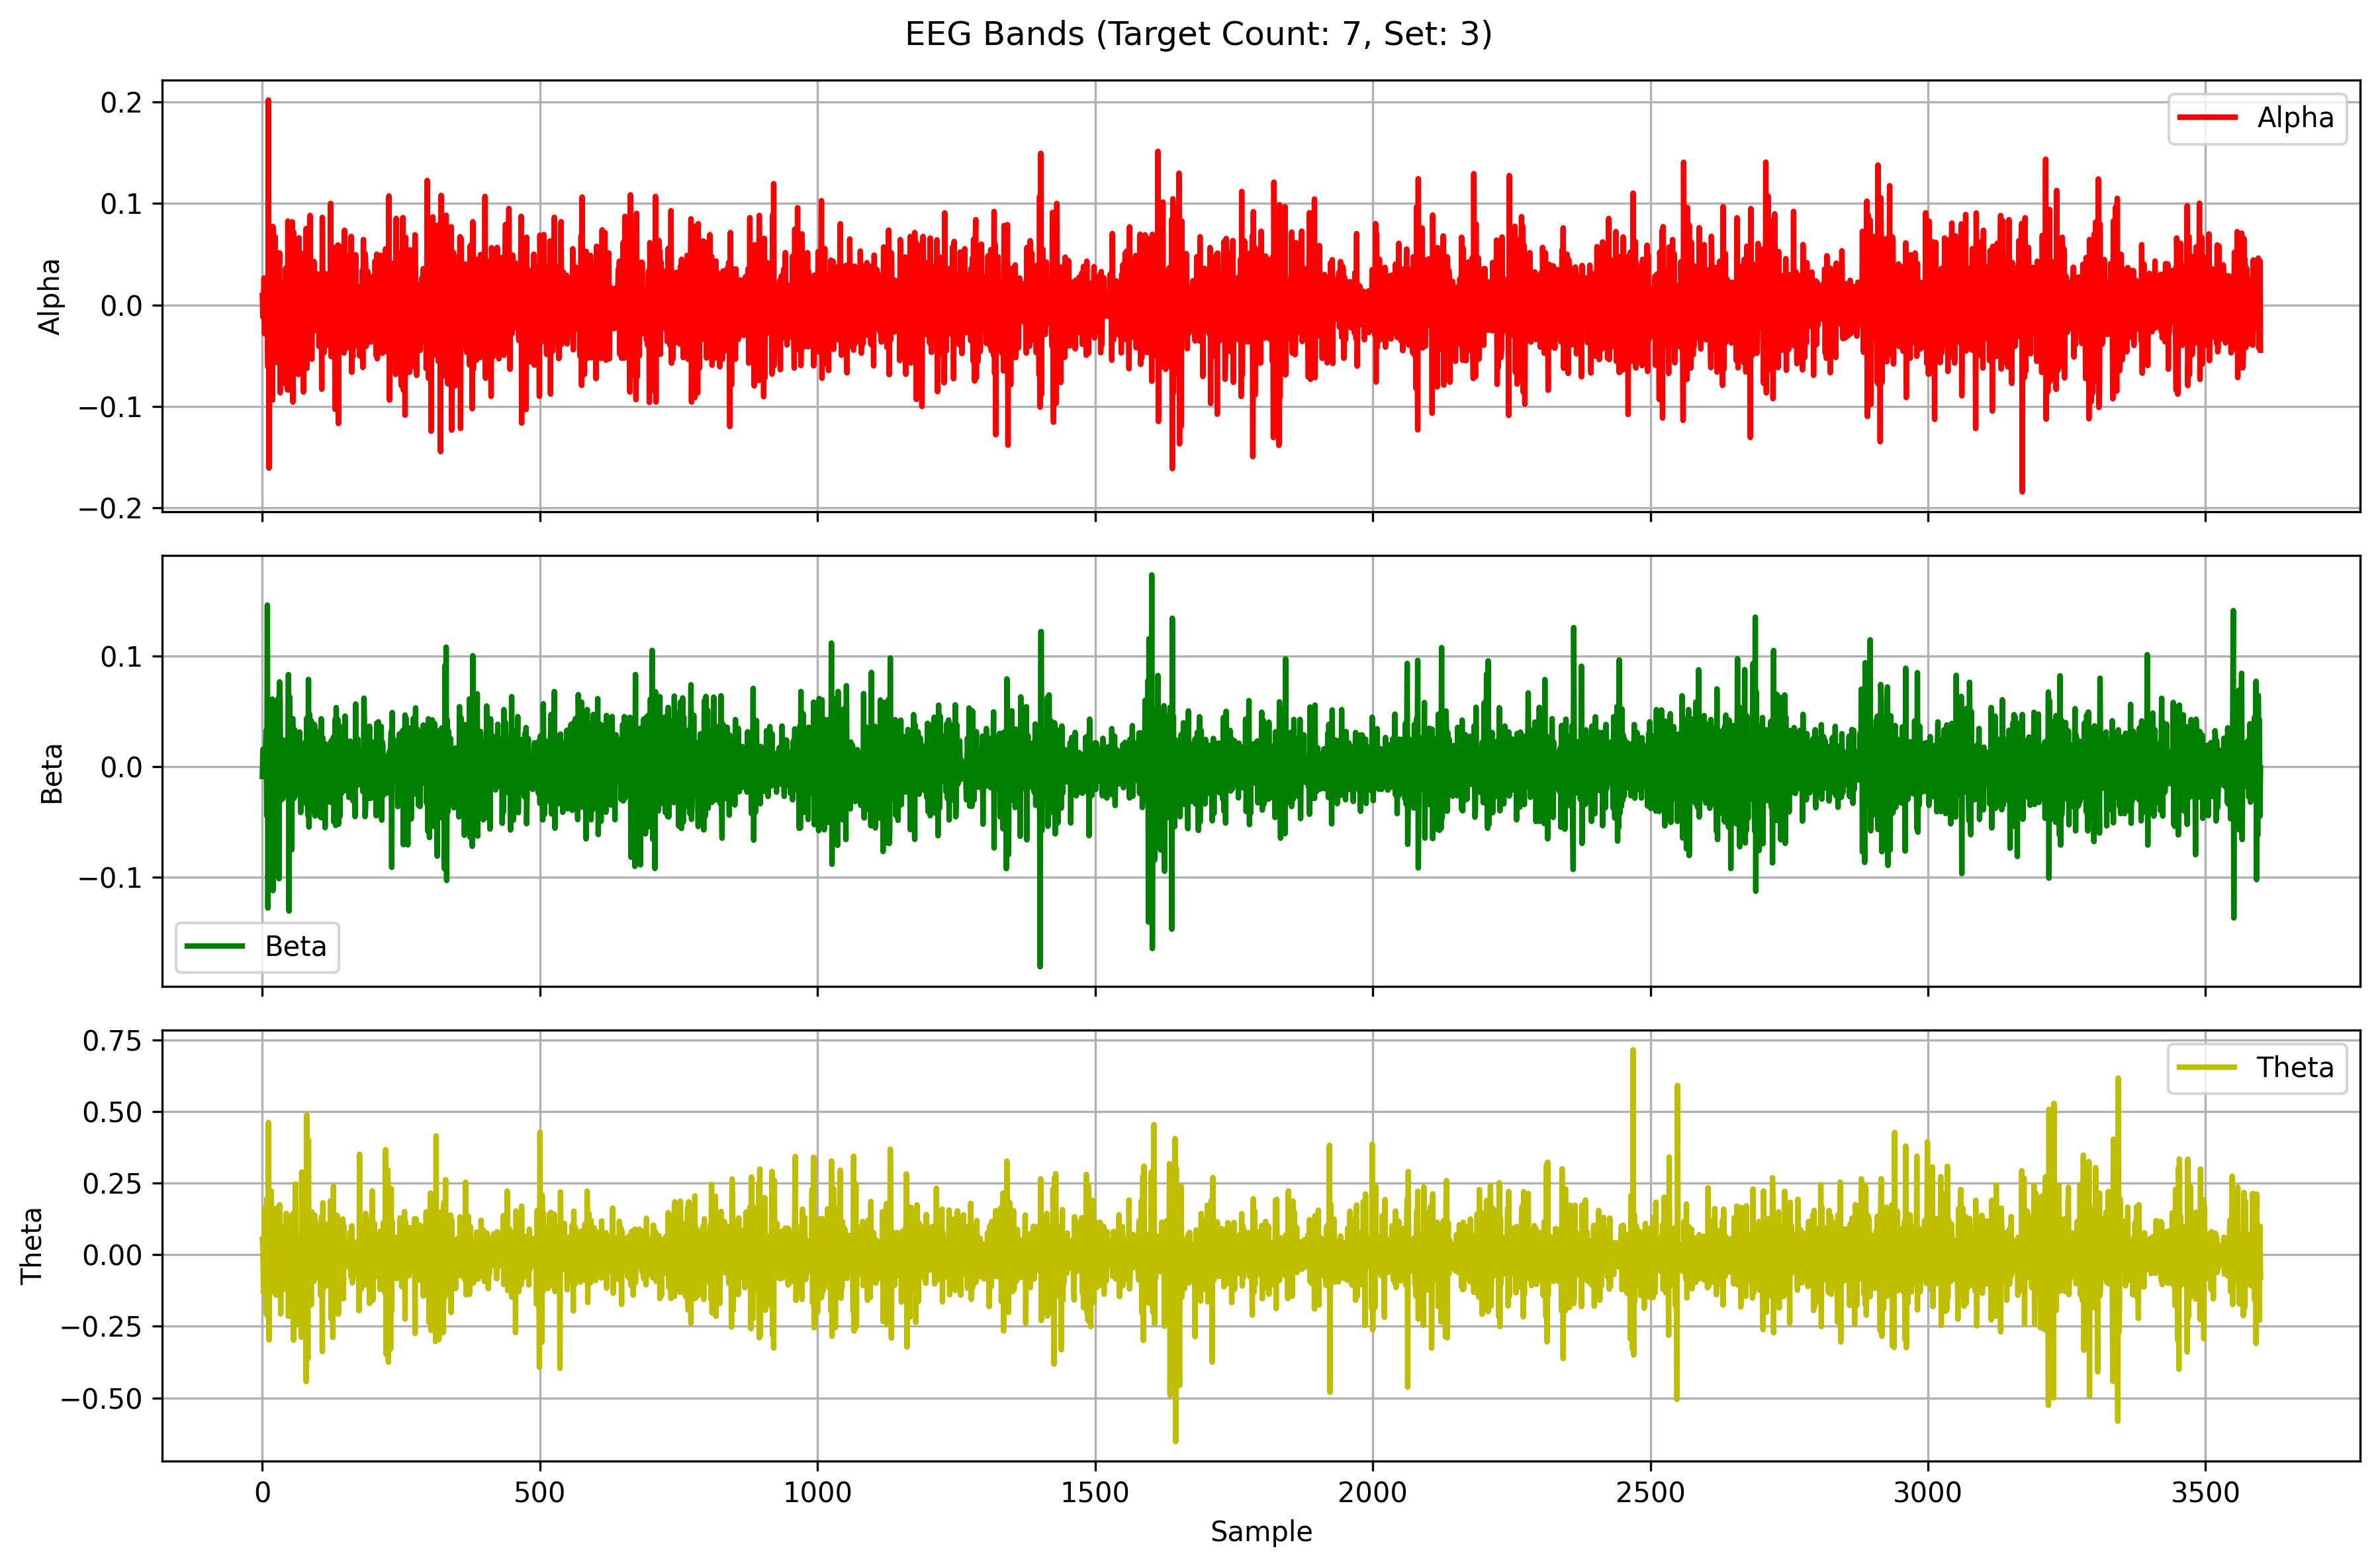 EEG Bands (Target Count: 7, Set: 3)
0.2
0.1
0.0
−0.1
−0.2
Alpha
Alpha
0.1
0.0
−0.1
Beta
Beta
0.75
0.50
0.25
0.00
−0.25
−0.50
Theta
Theta
0 500 1000 1500 2000 2500 3000 3500
Sample